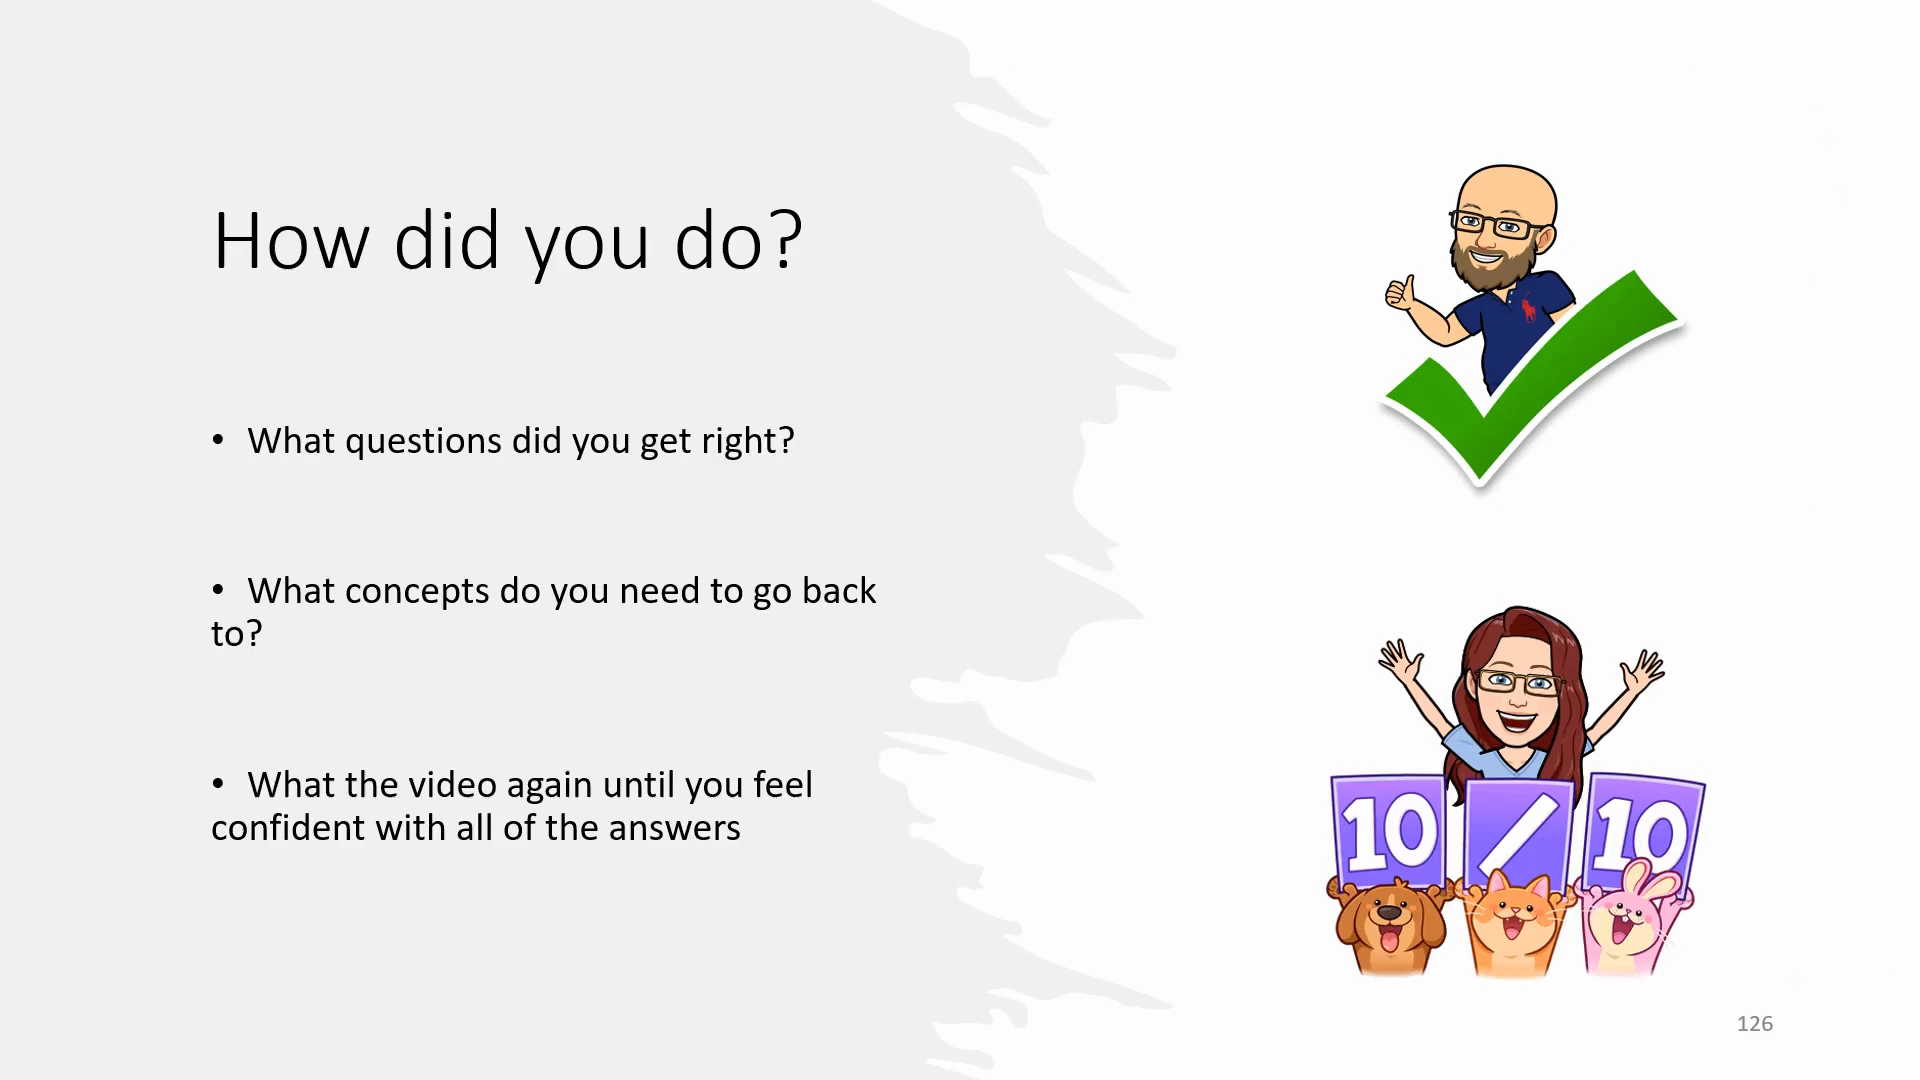 How did you do?
• What questions did you get right?
• What concepts do you need to go back
to?
• What the video again until you feel
confident with all of the answers
10 / 10
126